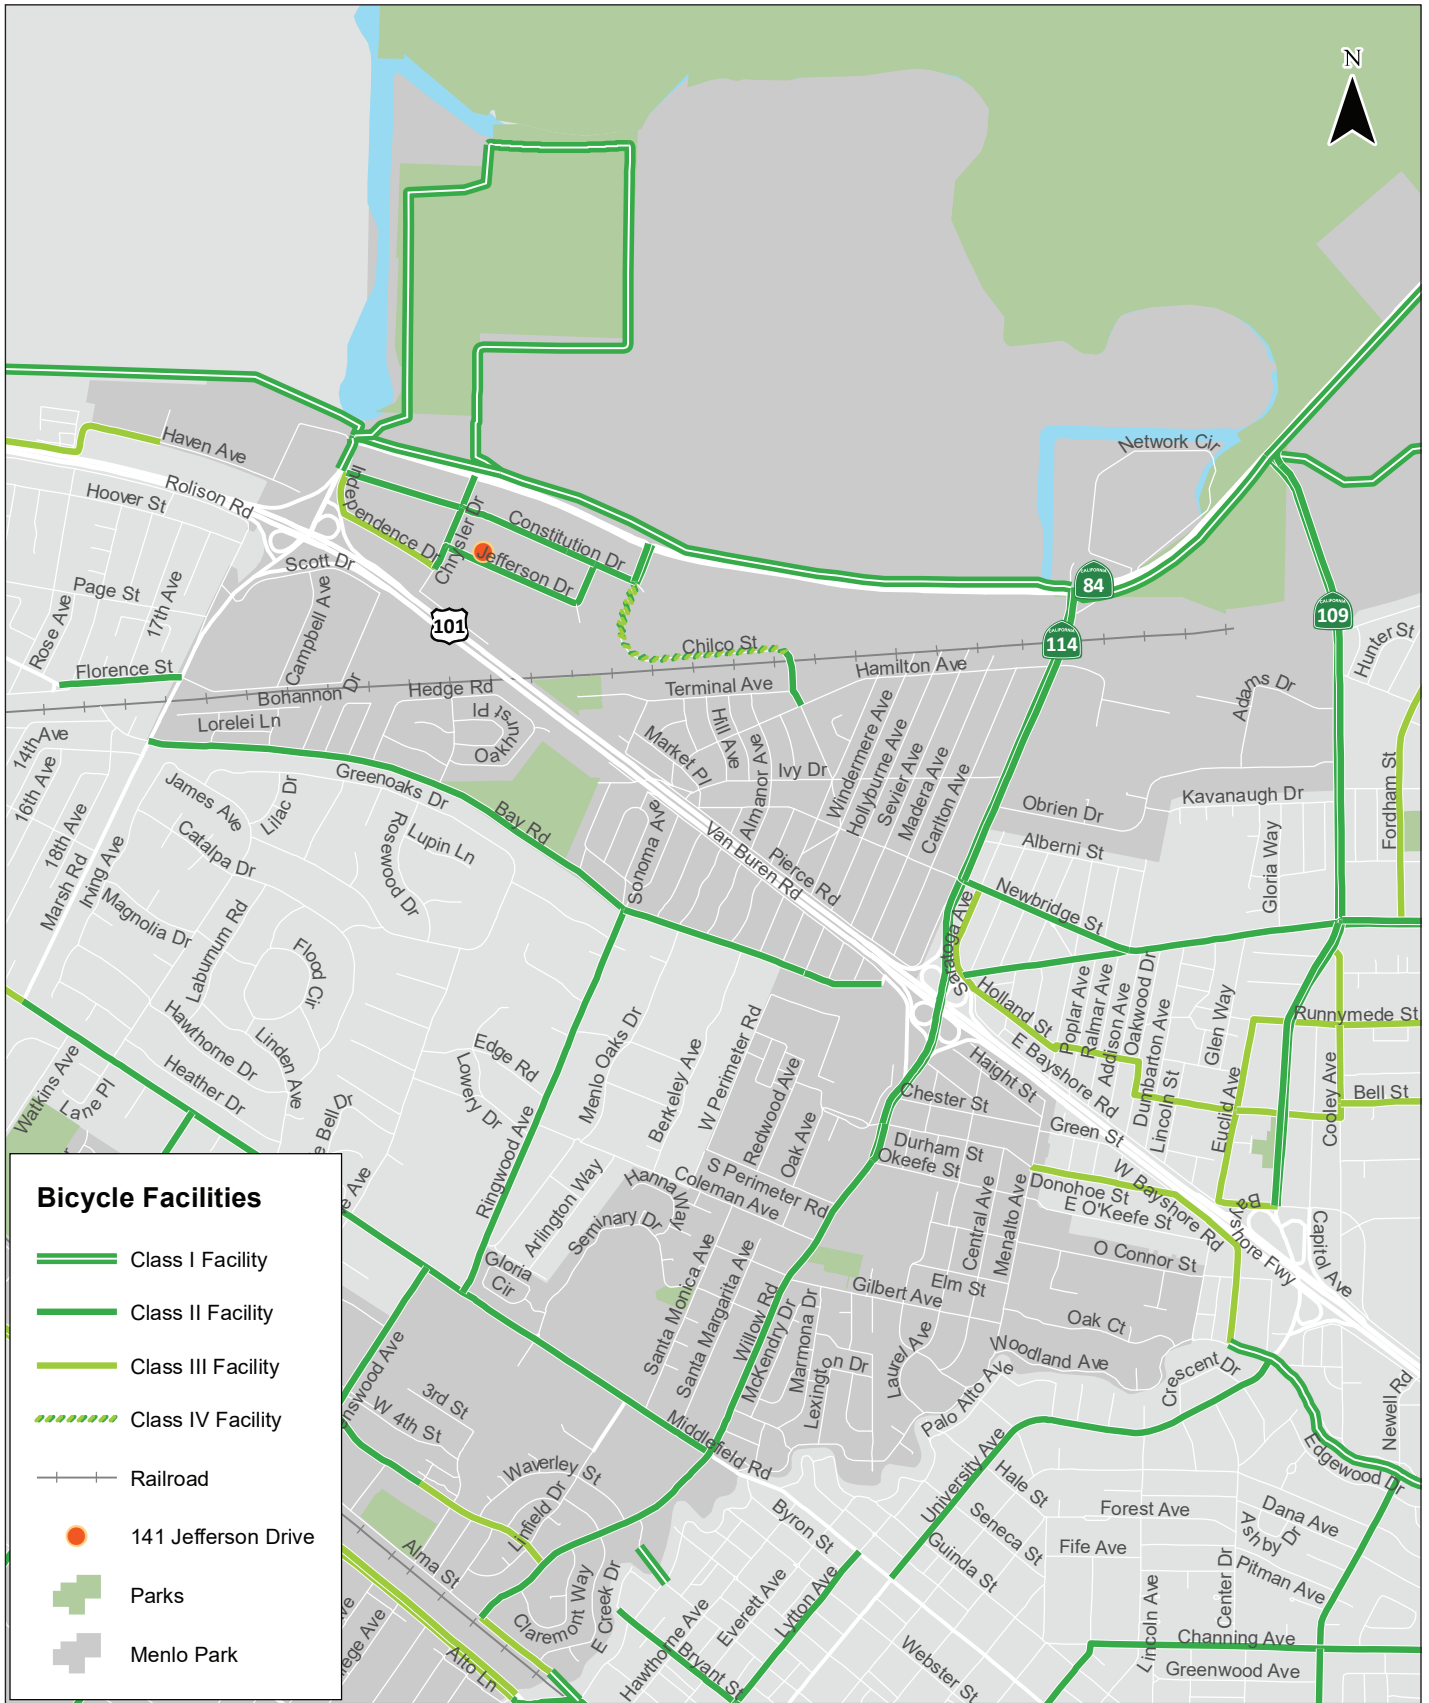 N
Network Cir
Haven Ave
Rolison Rd
Hoover St
Independence Dr
Chrysler Dr
Constitution Dr
Jefferson Dr
Scott Dr
CALIFORNIA
84
CALIFORNIA
109
CALIFORNIA
114
101
Page St
17th Ave
Rose Ave
Campbell Ave
Florence St
Chilco St
Hamilton Ave
Hunter St
Bohannon Dr
Hedge Rd
Terminal Ave
Adams Dr
Lorelei Ln
Oakhurst Pl
14th Ave
16th Ave
18th Ave
Market Pl
Hill Ave
Almanor Ave
Ivy Dr
Windermere Ave
Hollyburne Ave
Sevier Ave
Madera Ave
Carlton Ave
Greenoaks Dr
James Ave
Lilac Dr
Bay Rd
Obrien Dr
Kavanaugh Dr
Fordham St
Catalpa Dr
Rosewood Dr
Lupin Ln
Sonoma Ave
Van Buren Rd
Pierce Rd
Alberni St
Gloria Way
Marsh Rd
Irving Ave
Magnolia Dr
Laburnum Rd
Flood Cir
Newbridge St
Saratoga Ave
Hawthorne Dr
Linden Ave
Heather Dr
Edge Rd
Lowery Dr
Menlo Oaks Dr
Berkeley Ave
W Perimeter Rd
Redwood Ave
Oak Ave
Holland St
Poplar Ave
Ralmar Ave
Addison Ave
Oakwood Dr
Dumbarton Ave
Lincoln St
Glen Way
Runnymede St
E Bayshore Rd
Haight St
Euclid Ave
Cooley Ave
Bell St
Watkins Ave
Lane Pl
e Bell Dr
e Ave
Ringwood Ave
Chester St
Green St
Durham St
Okeefe St
Arlington Way
Hanna Way
Seminary Dr
S Perimeter Rd
Coleman Ave
Central Ave
Menalto Ave
Donohoe St
E O'Keefe St
W Bayshore Rd
Bayshore Fwy
Capitol Ave
O Connor St
Gloria Cir
Santa Monica Ave
Santa Margarita Ave
Willow Rd
McKendry Dr
Marmona Dr
Lexington Dr
Gilbert Ave
Elm St
Laurel Ave
Oak Ct
Woodland Ave
Palo Alto Ave
Crescent Dr
Newell Rd
nswood Ave
3rd St
W 4th St
Middlefield Rd
Waverley St
Linfield Dr
Alma St
Claremont Way
E Creek Dr
Alto Ln
ve
lege Ave
Byron St
University Ave
Hale St
Seneca St
Guinda St
Edgewood Dr
Forest Ave
Fife Ave
Dana Ave
Ashby Dr
Pitman Ave
Center Dr
Lincoln Ave
Channing Ave
Greenwood Ave
Everett Ave
Lytton Ave
Hawthorne Ave
Bryant St
Webster St
Bicycle Facilities
Class I Facility
Class II Facility
Class III Facility
Class IV Facility
Railroad
141 Jefferson Drive
Parks
Menlo Park